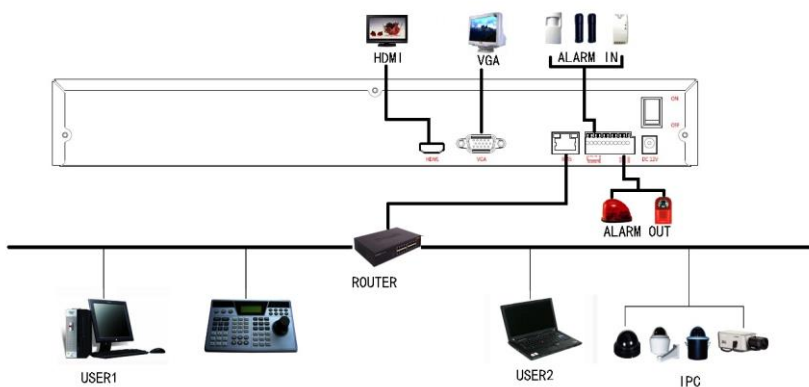 HDMI
VGA
ALARM IN
ON
OFF
HDMI
VGA
DC 12V
ALARM OUT
ROUTER
USER1
USER2
IPC